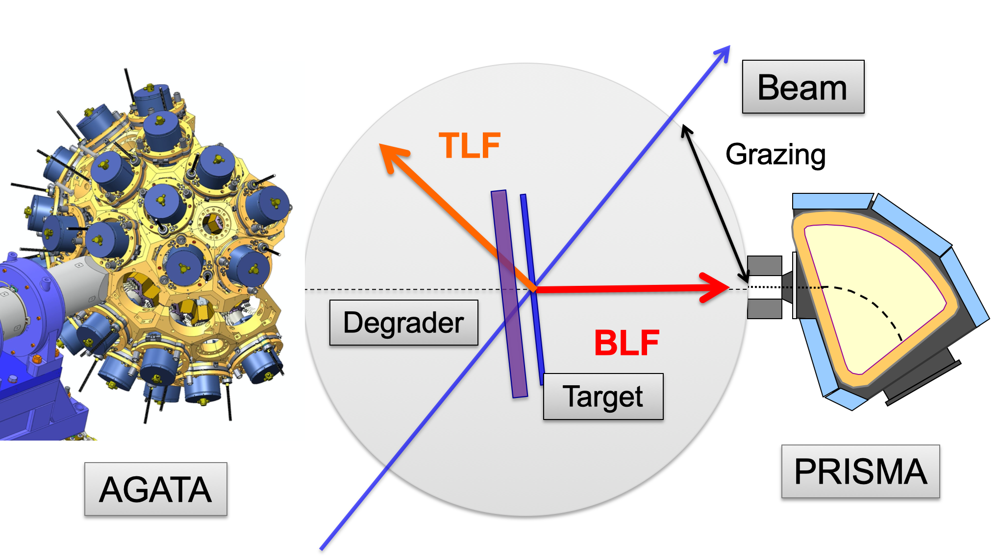 Beam
TLF
Grazing
Degrader
BLF
Target
AGATA
PRISMA